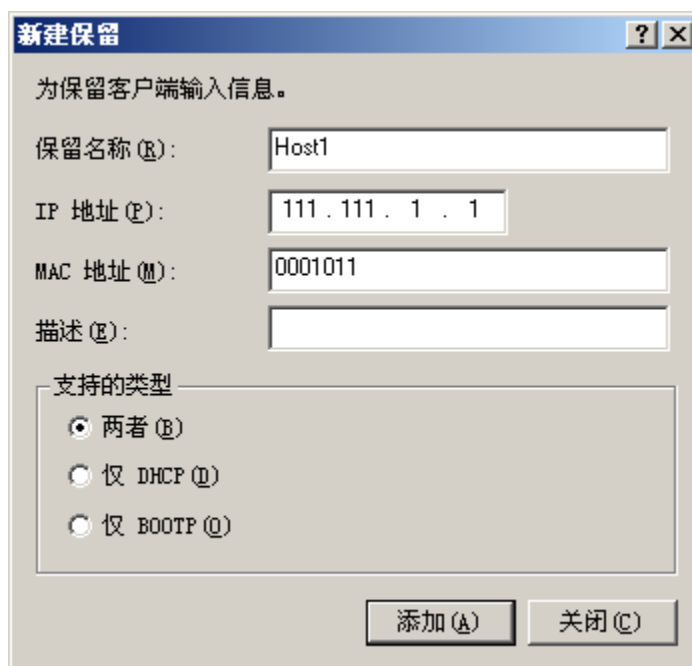 新建保留
为保留客户端输入信息。
保留名称(R): Host1
IP 地址(P): 111 . 111 . 1 . 1
MAC 地址(M): 0001011
描述(E):
支持的类型
两者(B)
仅 DHCP(D)
仅 BOOTP(O)
添加(A) 关闭(C)